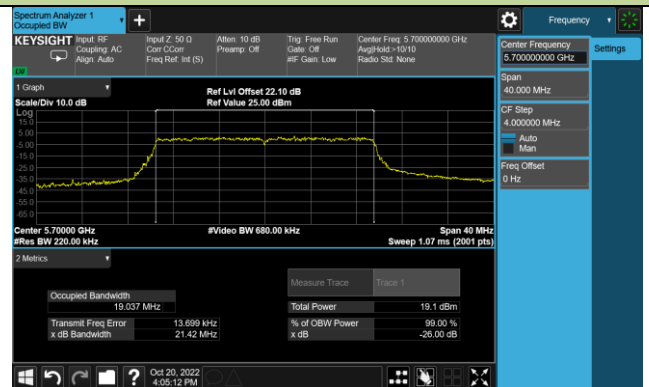 Spectrum Analyzer 1
Occupied BW
Frequency
KEYSIGHT
Input: RF
Coupling: AC
Align: Auto
Input Z: 50 Ω
Corr CCorr
Freq Ref: Int (S)
Atten: 10 dB
Preamp: Off
Trig: Free Run
Gate: Off
#IF Gain: Low
Center Freq: 5.700000000 GHz
Avg|Hold:>10/10
Radio Std: None
Center Frequency
5.700000000 GHz
Settings
Span
40.000 MHz
CF Step
4.000000 MHz
Auto
Man
Freq Offset
0 Hz
1 Graph
Scale/Div 10.0 dB
Ref Lvl Offset 22.10 dB
Ref Value 25.00 dBm
Log
15.0
5.00
-5.00
-15.0
-25.0
-35.0
-45.0
-55.0
-65.0
Center 5.70000 GHz
#Res BW 220.00 kHz
#Video BW 680.00 kHz
Span 40 MHz
Sweep 1.07 ms (2001 pts)
2 Metrics
Measure Trace
Trace 1
Occupied Bandwidth
19.037 MHz
Total Power
19.1 dBm
Transmit Freq Error
13.699 kHz
% of OBW Power
99.00 %
x dB Bandwidth
21.42 MHz
x dB
-26.00 dB
Oct 20, 2022
4:05:12 PM